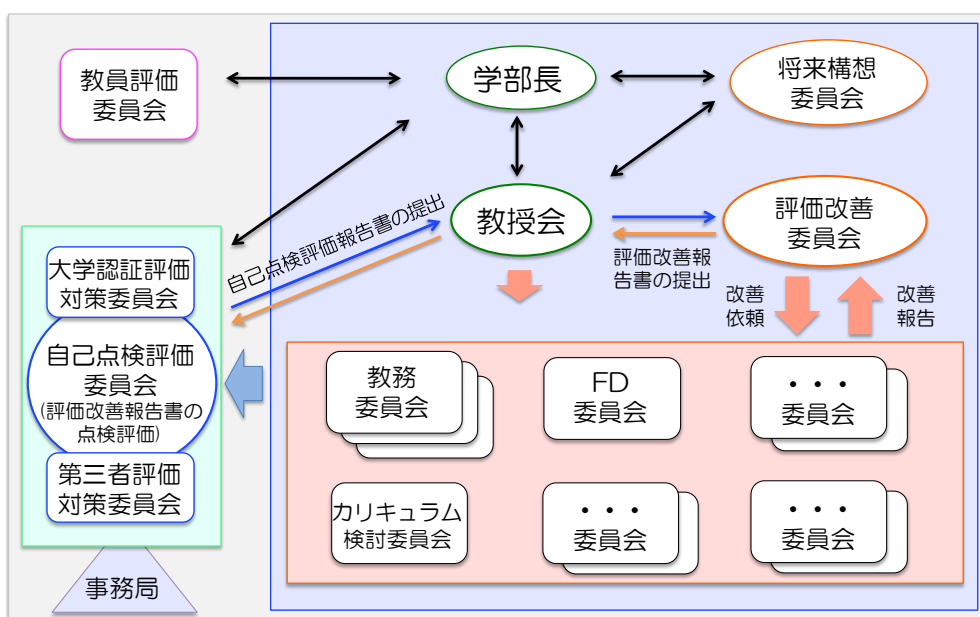 教員評価
委員会
学部長
将来構想
委員会
自己点検評価報告書の提出
教授会
評価改善
委員会
評価改善報
告書の提出
改善
依頼
改善
報告
大学認証評価
対策委員会
自己点検評価
委員会
(評価改善報告書の
点検評価)
第三者評価
対策委員会
事務局
教務
委員会
FD
委員会
・・・
委員会
カリキュラム
検討委員会
・・・
委員会
・・・
委員会